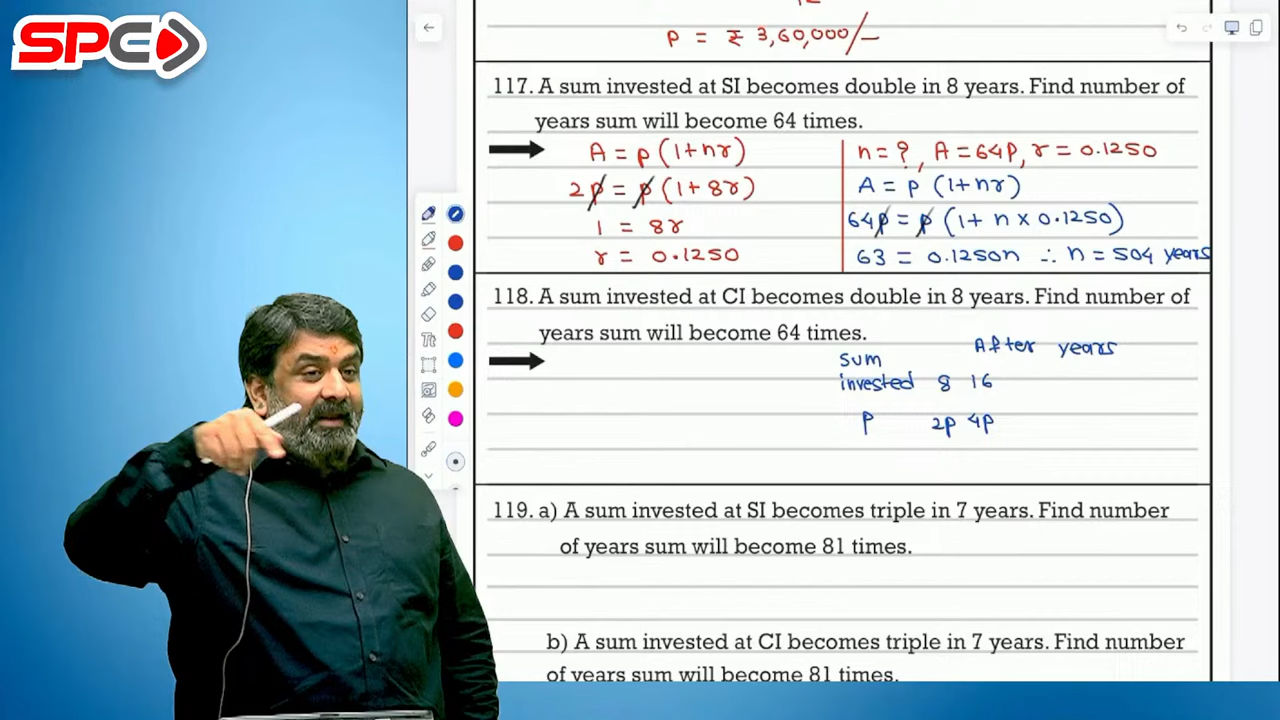 SPC
P = ₹ 3,60,000/-
117. A sum invested at SI becomes double in 8 years. Find number of
years sum will become 64 times.
A = P (1+nr)
2P = P (1+8r)
1 = 8r
r = 0.1250
n = ?, A = 64P, r = 0.1250
A = P (1+nr)
64P = P (1 + n x 0.1250)
63 = 0.1250n ∴ n = 504 years
118. A sum invested at CI becomes double in 8 years. Find number of
years sum will become 64 times.
After years
Sum
invested 8 16
P 2P 4P
119. a) A sum invested at SI becomes triple in 7 years. Find number
of years sum will become 81 times.
b) A sum invested at CI becomes triple in 7 years. Find number
of years sum will become 81 times.
Tt